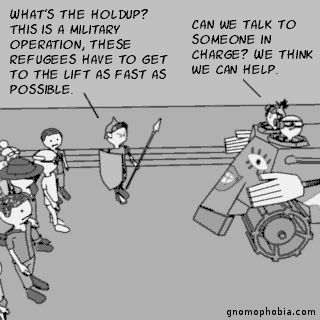 WHAT'S THE HOLDUP?
THIS IS A MILITARY
OPERATION, THESE
REFUGEES HAVE TO GET
TO THE LIFT AS FAST AS
POSSIBLE.
CAN WE TALK TO
SOMEONE IN
CHARGE? WE THINK
WE CAN HELP.
gnomophobia.com